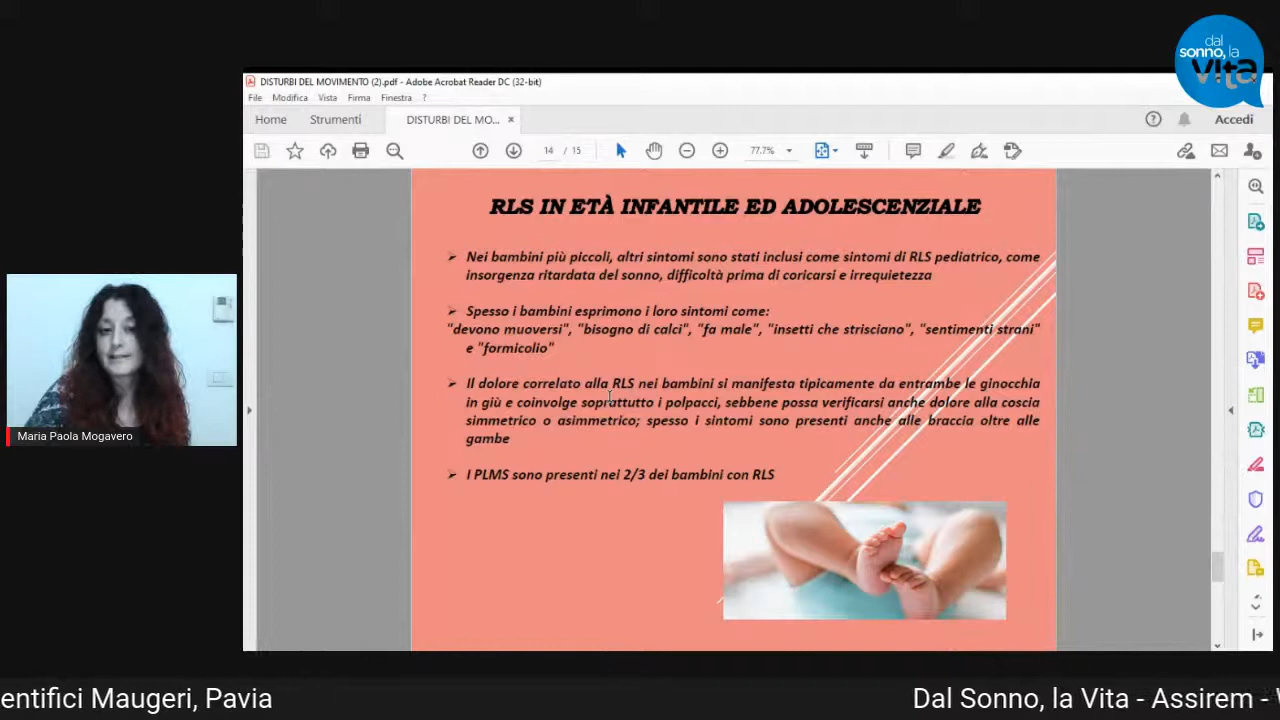 dal
sonno, la
vita
DISTURBI DEL MOVIMENTO (2).pdf - Adobe Acrobat Reader DC (32-bit)
File Modifica Vista Firma Finestra ?
Home Strumenti DISTURBI DEL MO... × Accedi
14 / 15 77.7%
RLS IN ETÀ INFANTILE ED ADOLESCENZIALE
Nei bambini più piccoli, altri sintomi sono stati inclusi come sintomi di RLS pediatrico, come
insorgenza ritardata del sonno, difficoltà prima di coricarsi e irrequietezza
Spesso i bambini esprimono i loro sintomi come:
"devono muoversi", "bisogno di calci", "fa male", "insetti che strisciano", "sentimenti strani"
e "formicolio"
Il dolore correlato alla RLS nei bambini si manifesta tipicamente da entrambe le ginocchia
in giù e coinvolge soprattutto i polpacci, sebbene possa verificarsi anche dolore alla coscia
simmetrico o asimmetrico; spesso i sintomi sono presenti anche alle braccia oltre alle
gambe
I PLMS sono presenti nei 2/3 dei bambini con RLS
Maria Paola Mogavero
entifici Maugeri, Pavia Dal Sonno, la Vita - Assirem -